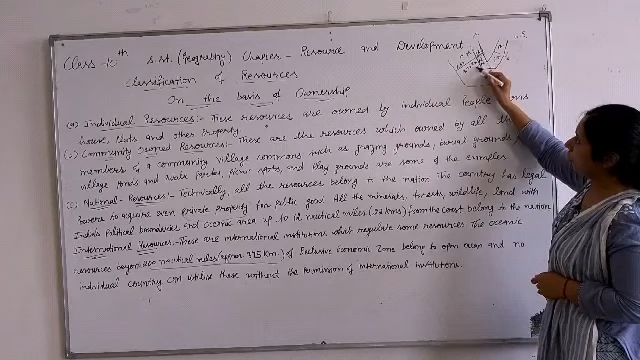 Class - 10th S.St. (Geography) Chapter - Resource and Development
Classification of Resources
On the basis of Ownership
(a) Individual Resources:- These resources are owned by individual People
house, Plots and other Property
Community Owned Resources:- These are the resources which owned by all the
members of a community village commons such as grazing grounds, burial grounds
village Ponds and Public Parks, Picnic spots, and Play grounds are some of the examples
(c) National Resources:- Technically, all the resources belong to the nation. The country has legal
Powers to acquire even private property for public good. All the minerals, forests, wildlife, land with
India's Political boundaries and oceanic area up to 12 nautical miles from the coast belong to the nation
International Resources:- These are international institutions which regulate some resources The oceanic
resources beyond 200 nautical miles of Exclusive Economic Zone belong to open ocean and no
individual country can utilise these without the Permission of international institutions.